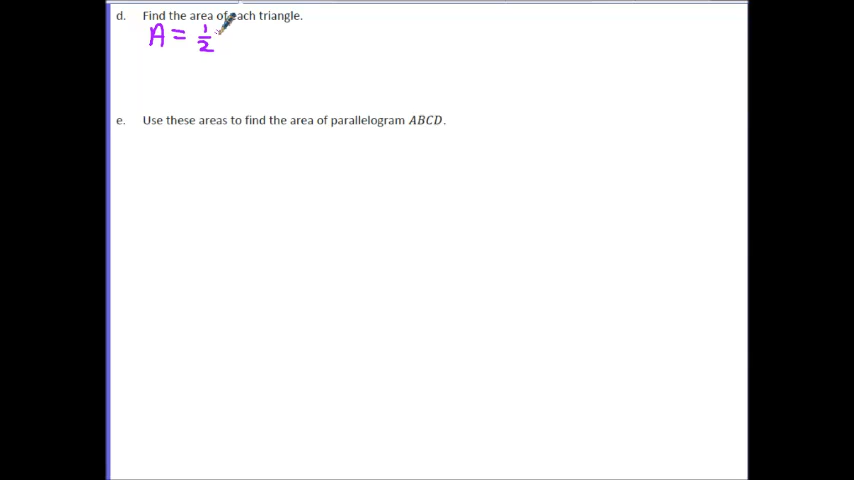 d. Find the area of each triangle.
A = 1/2
e. Use these areas to find the area of parallelogram ABCD.